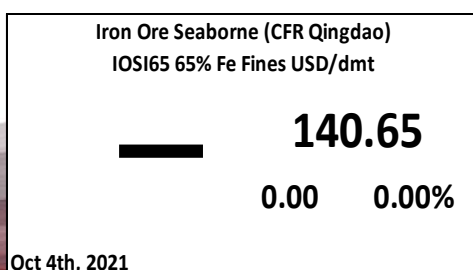 Iron Ore Seaborne (CFR Qingdao)
IOSI65 65% Fe Fines USD/dmt
140.65
0.00 0.00%
Oct 4th, 2021